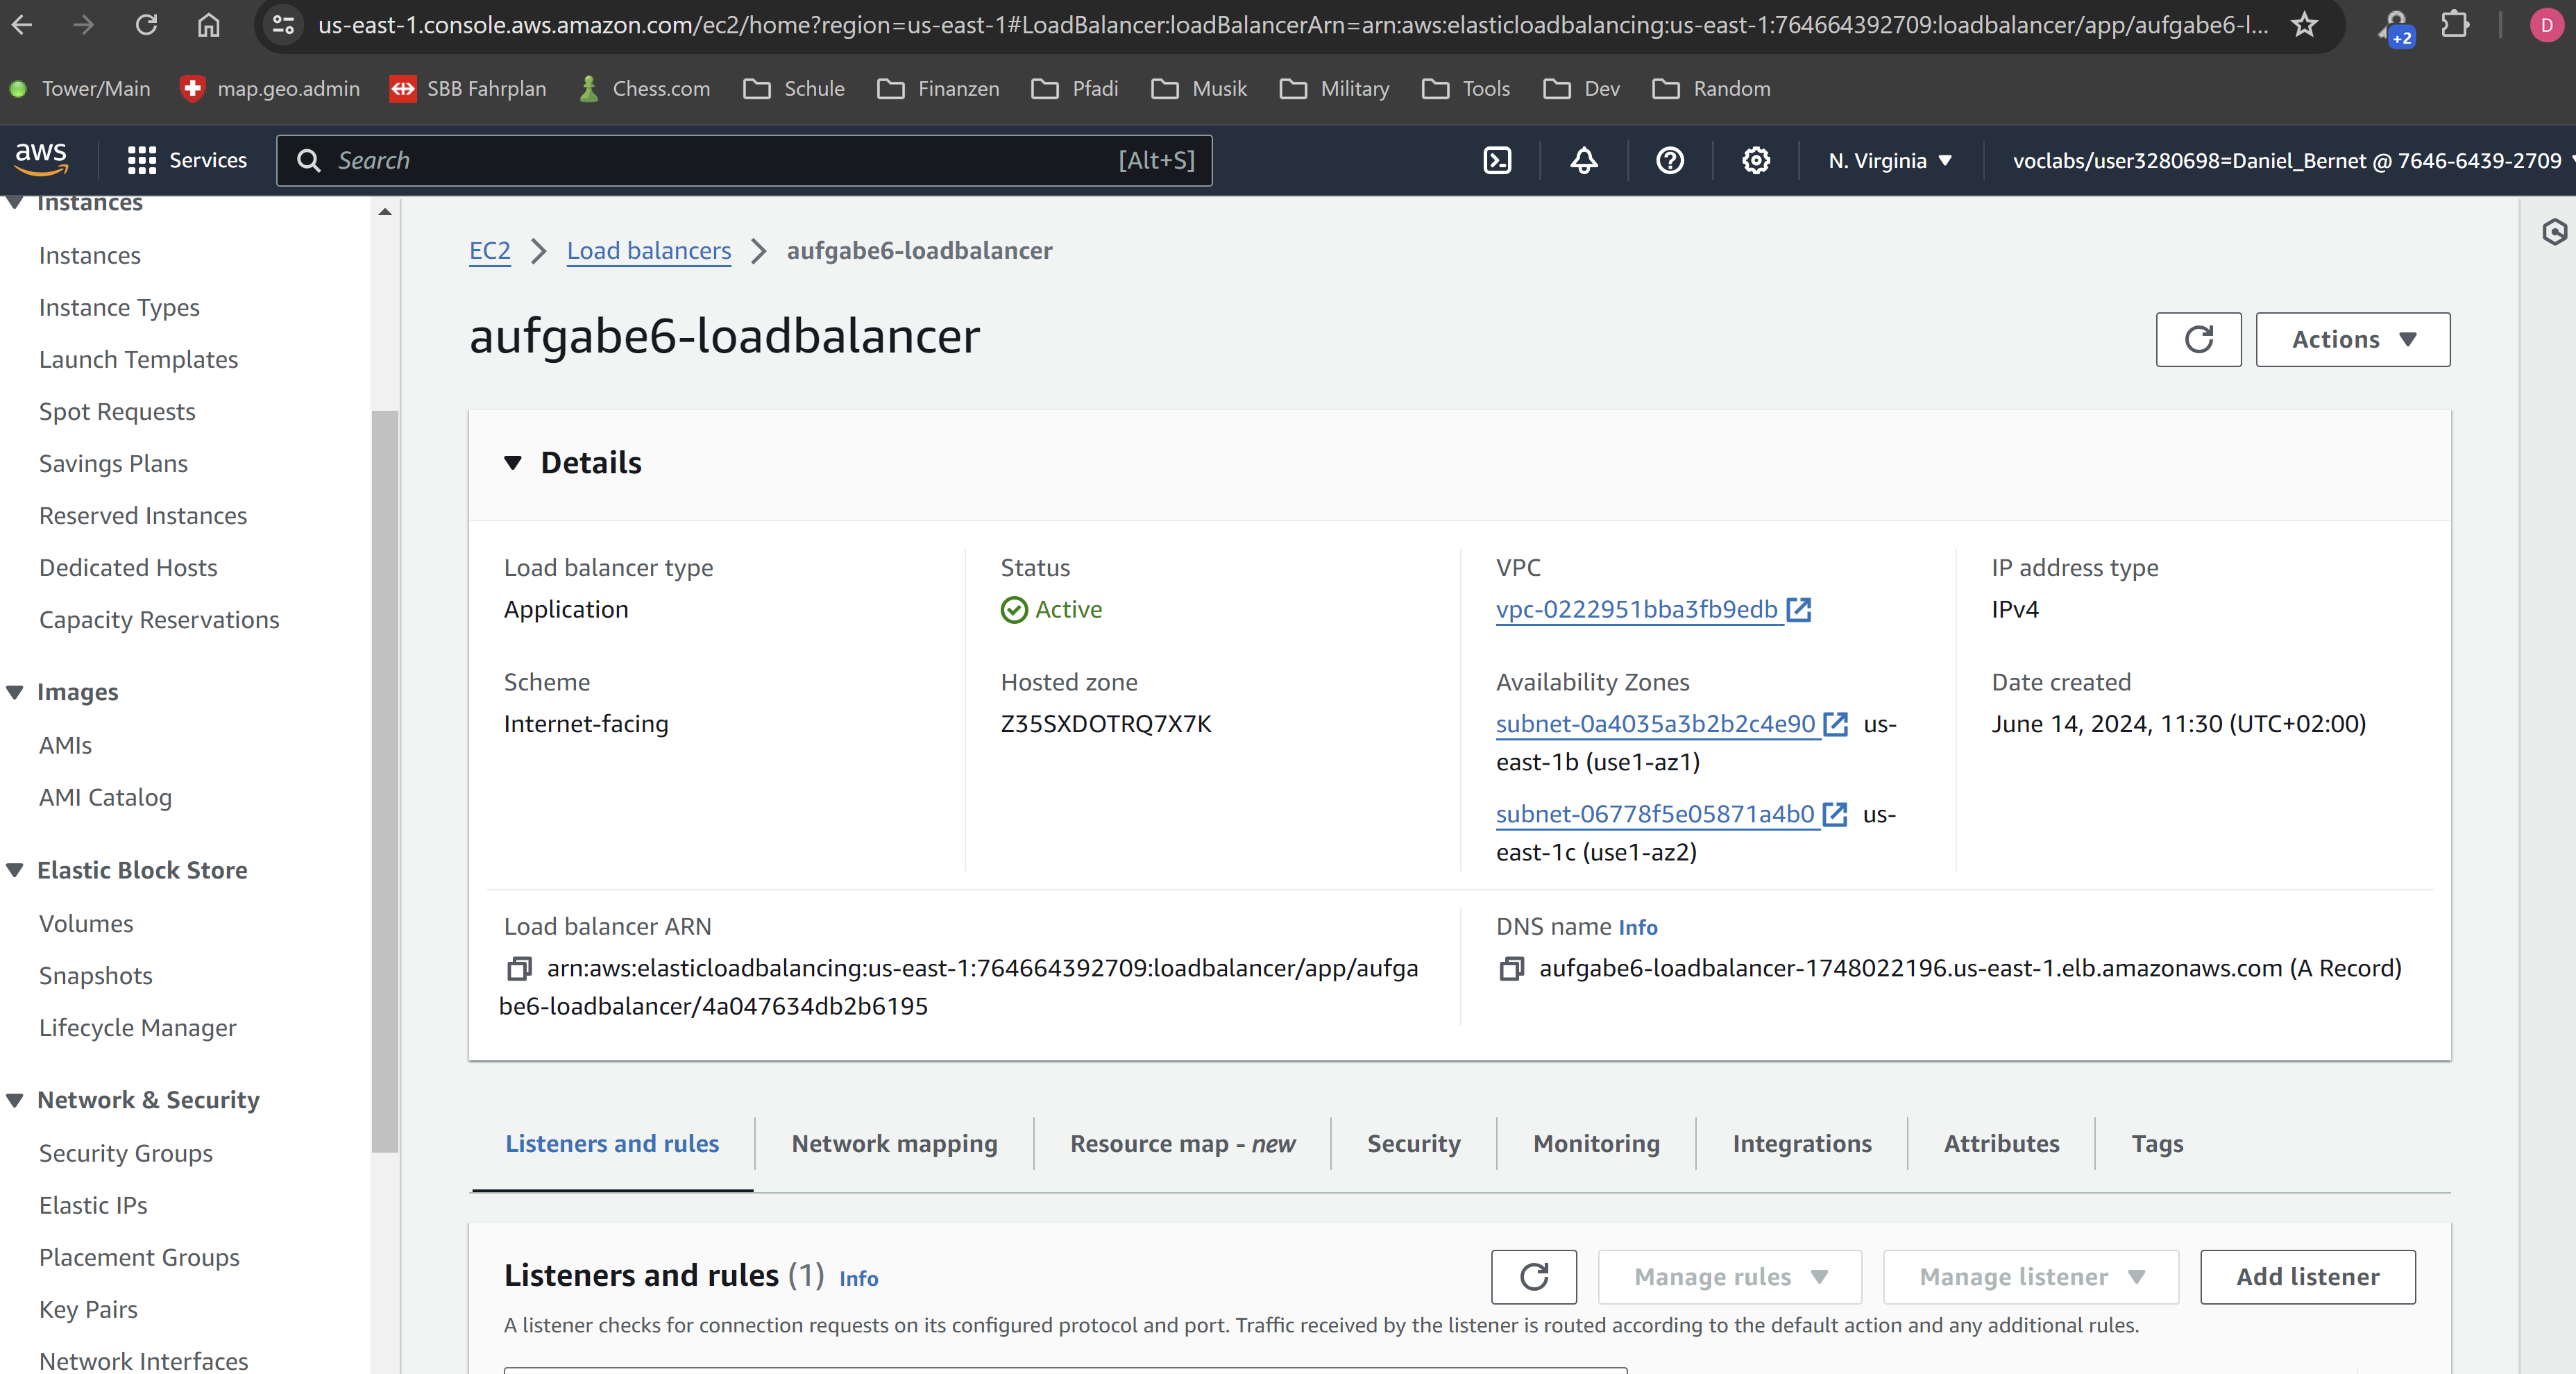 us-east-1.console.aws.amazon.com/ec2/home?region=us-east-1#LoadBalancer:loadBalancerArn=arn:aws:elasticloadbalancing:us-east-1:764664392709:loadbalancer/app/aufgabe6-l...
+2
D
Tower/Main
map.geo.admin
SBB Fahrplan
Chess.com
Schule
Finanzen
Pfadi
Musik
Military
Tools
Dev
Random
aws
Services
Search
[Alt+S]
N. Virginia
voclabs/user3280698=Daniel_Bernet @ 7646-6439-2709
Instances
Instances
Instance Types
Launch Templates
Spot Requests
Savings Plans
Reserved Instances
Dedicated Hosts
Capacity Reservations
Images
AMIs
AMI Catalog
Elastic Block Store
Volumes
Snapshots
Lifecycle Manager
Network & Security
Security Groups
Elastic IPs
Placement Groups
Key Pairs
Network Interfaces
EC2
Load balancers
aufgabe6-loadbalancer
aufgabe6-loadbalancer
Actions
Details
Load balancer type
Application
Status
Active
VPC
vpc-0222951bba3fb9edb
IP address type
IPv4
Scheme
Internet-facing
Hosted zone
Z35SXDOTRQ7X7K
Availability Zones
subnet-0a4035a3b2b2c4e90 us-
east-1b (use1-az1)
subnet-06778f5e05871a4b0 us-
east-1c (use1-az2)
Date created
June 14, 2024, 11:30 (UTC+02:00)
Load balancer ARN
arn:aws:elasticloadbalancing:us-east-1:764664392709:loadbalancer/app/aufga
be6-loadbalancer/4a047634db2b6195
DNS name Info
aufgabe6-loadbalancer-1748022196.us-east-1.elb.amazonaws.com (A Record)
Listeners and rules
Network mapping
Resource map - new
Security
Monitoring
Integrations
Attributes
Tags
Listeners and rules (1) Info
Manage rules
Manage listener
Add listener
A listener checks for connection requests on its configured protocol and port. Traffic received by the listener is routed according to the default action and any additional rules.